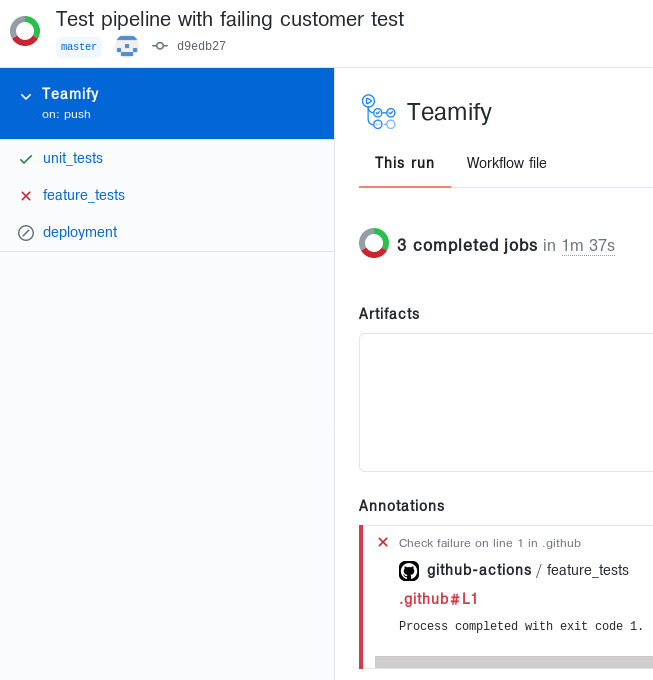 Test pipeline with failing customer test
master d9edb27
Teamify
on: push
unit_tests
feature_tests
deployment
Teamify
This run Workflow file
3 completed jobs in 1m 37s
Artifacts
Annotations
Check failure on line 1 in .github
github-actions / feature_tests
.github#L1
Process completed with exit code 1.